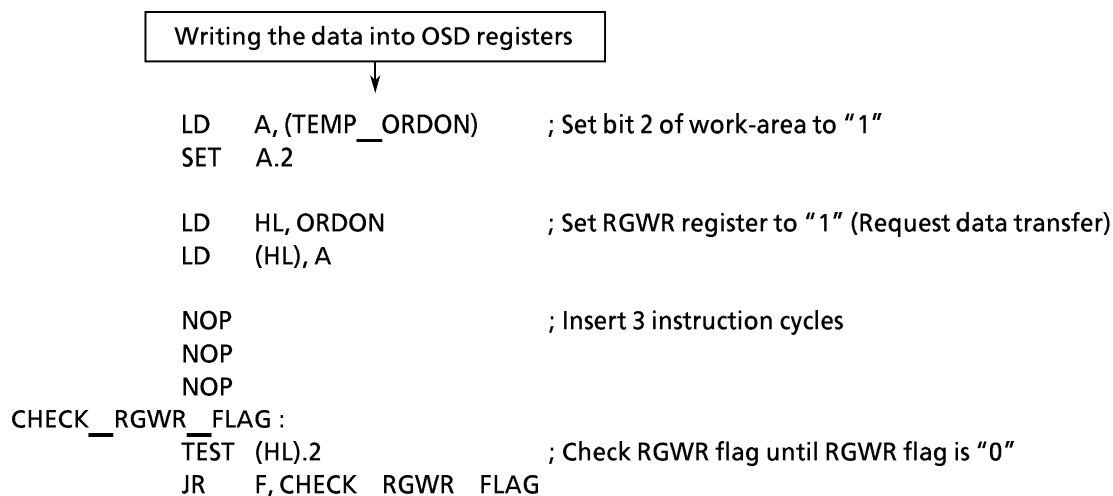 Writing the data into OSD registers
LD A, (TEMP__ORDON) ; Set bit 2 of work-area to “1”
SET A.2
LD HL, ORDON ; Set RGWR register to “1” (Request data transfer)
LD (HL), A
NOP ; Insert 3 instruction cycles
NOP
NOP
CHECK__RGWR__FLAG :
TEST (HL).2 ; Check RGWR flag until RGWR flag is “0”
JR F, CHECK RGWR FLAG